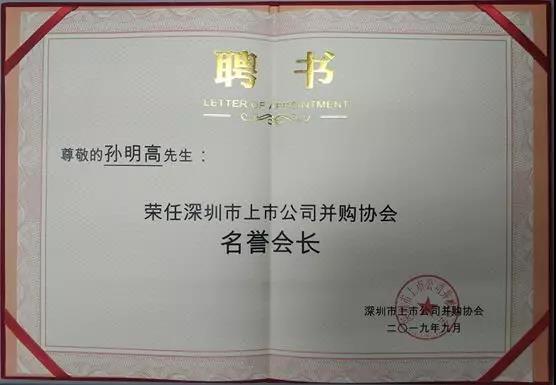 聘书
LETTER OF APPOINTMENT
尊敬的孙明高先生：
荣任深圳市上市公司并购协会
名誉会长
深圳市上市公司并购协会
二〇一九年九月